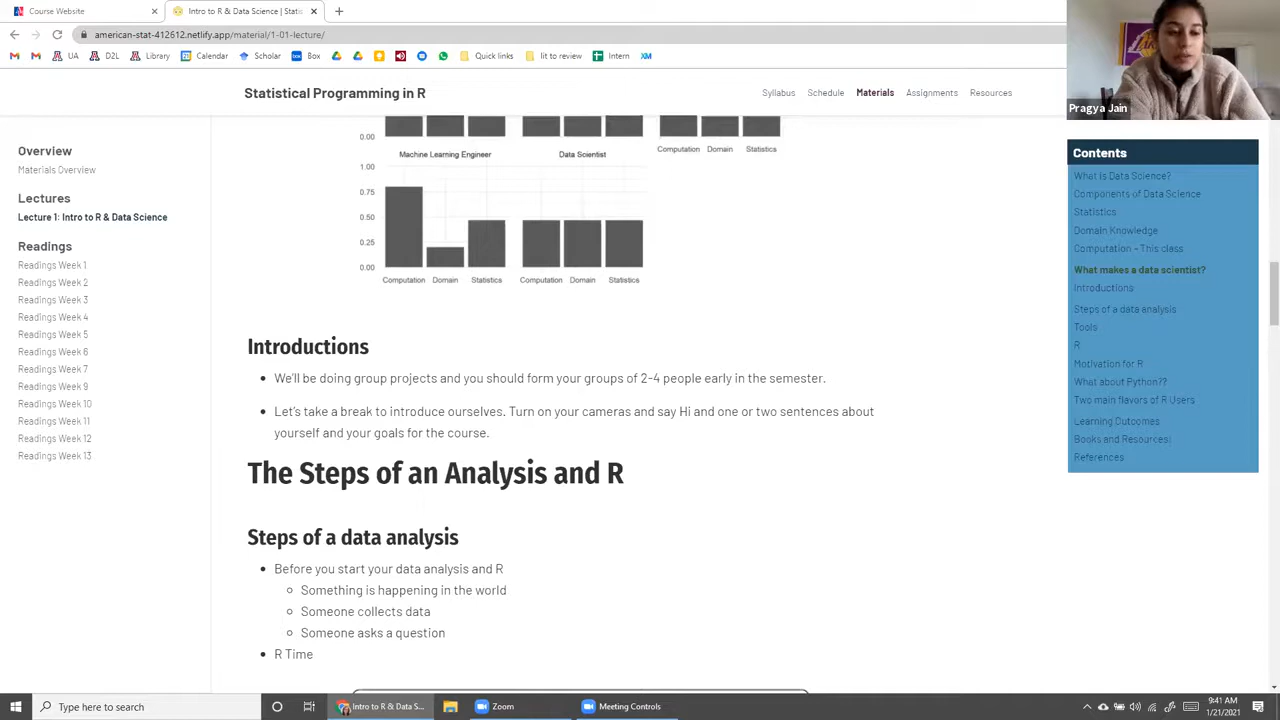 Course Website
Intro to R & Data Science | Stati
american-stat-412612.netlify.app/material/1-01-lecture/
UA
D2L
Library
Calendar
Scholar
Box
Quick links
lit to review
Intern
Statistical Programming in R
Syllabus
Schedule
Materials
Assignments
Resources
Pragya Jain
Overview
Materials Overview
Lectures
Lecture 1: Intro to R & Data Science
Readings
Readings Week 1
Readings Week 2
Readings Week 3
Readings Week 4
Readings Week 5
Readings Week 6
Readings Week 7
Readings Week 9
Readings Week 10
Readings Week 11
Readings Week 12
Readings Week 13
0.00
Computation Domain Statistics
Machine Learning Engineer
Data Scientist
1.00
0.75
0.50
0.25
0.00
Computation Domain Statistics
Computation Domain Statistics
Introductions
• We'll be doing group projects and you should form your groups of 2-4 people early in the semester.
• Let's take a break to introduce ourselves. Turn on your cameras and say Hi and one or two sentences about
yourself and your goals for the course.
The Steps of an Analysis and R
Steps of a data analysis
• Before you start your data analysis and R
○ Something is happening in the world
○ Someone collects data
○ Someone asks a question
• R Time
Contents
What is Data Science?
Components of Data Science
Statistics
Domain Knowledge
Computation – This class
What makes a data scientist?
Introductions
Steps of a data analysis
Tools
R
Motivation for R
What about Python??
Two main flavors of R Users
Learning Outcomes
Books and Resources:
References
Type here to search
Intro to R & Data S...
Zoom
Meeting Controls
9:41 AM
1/21/2021